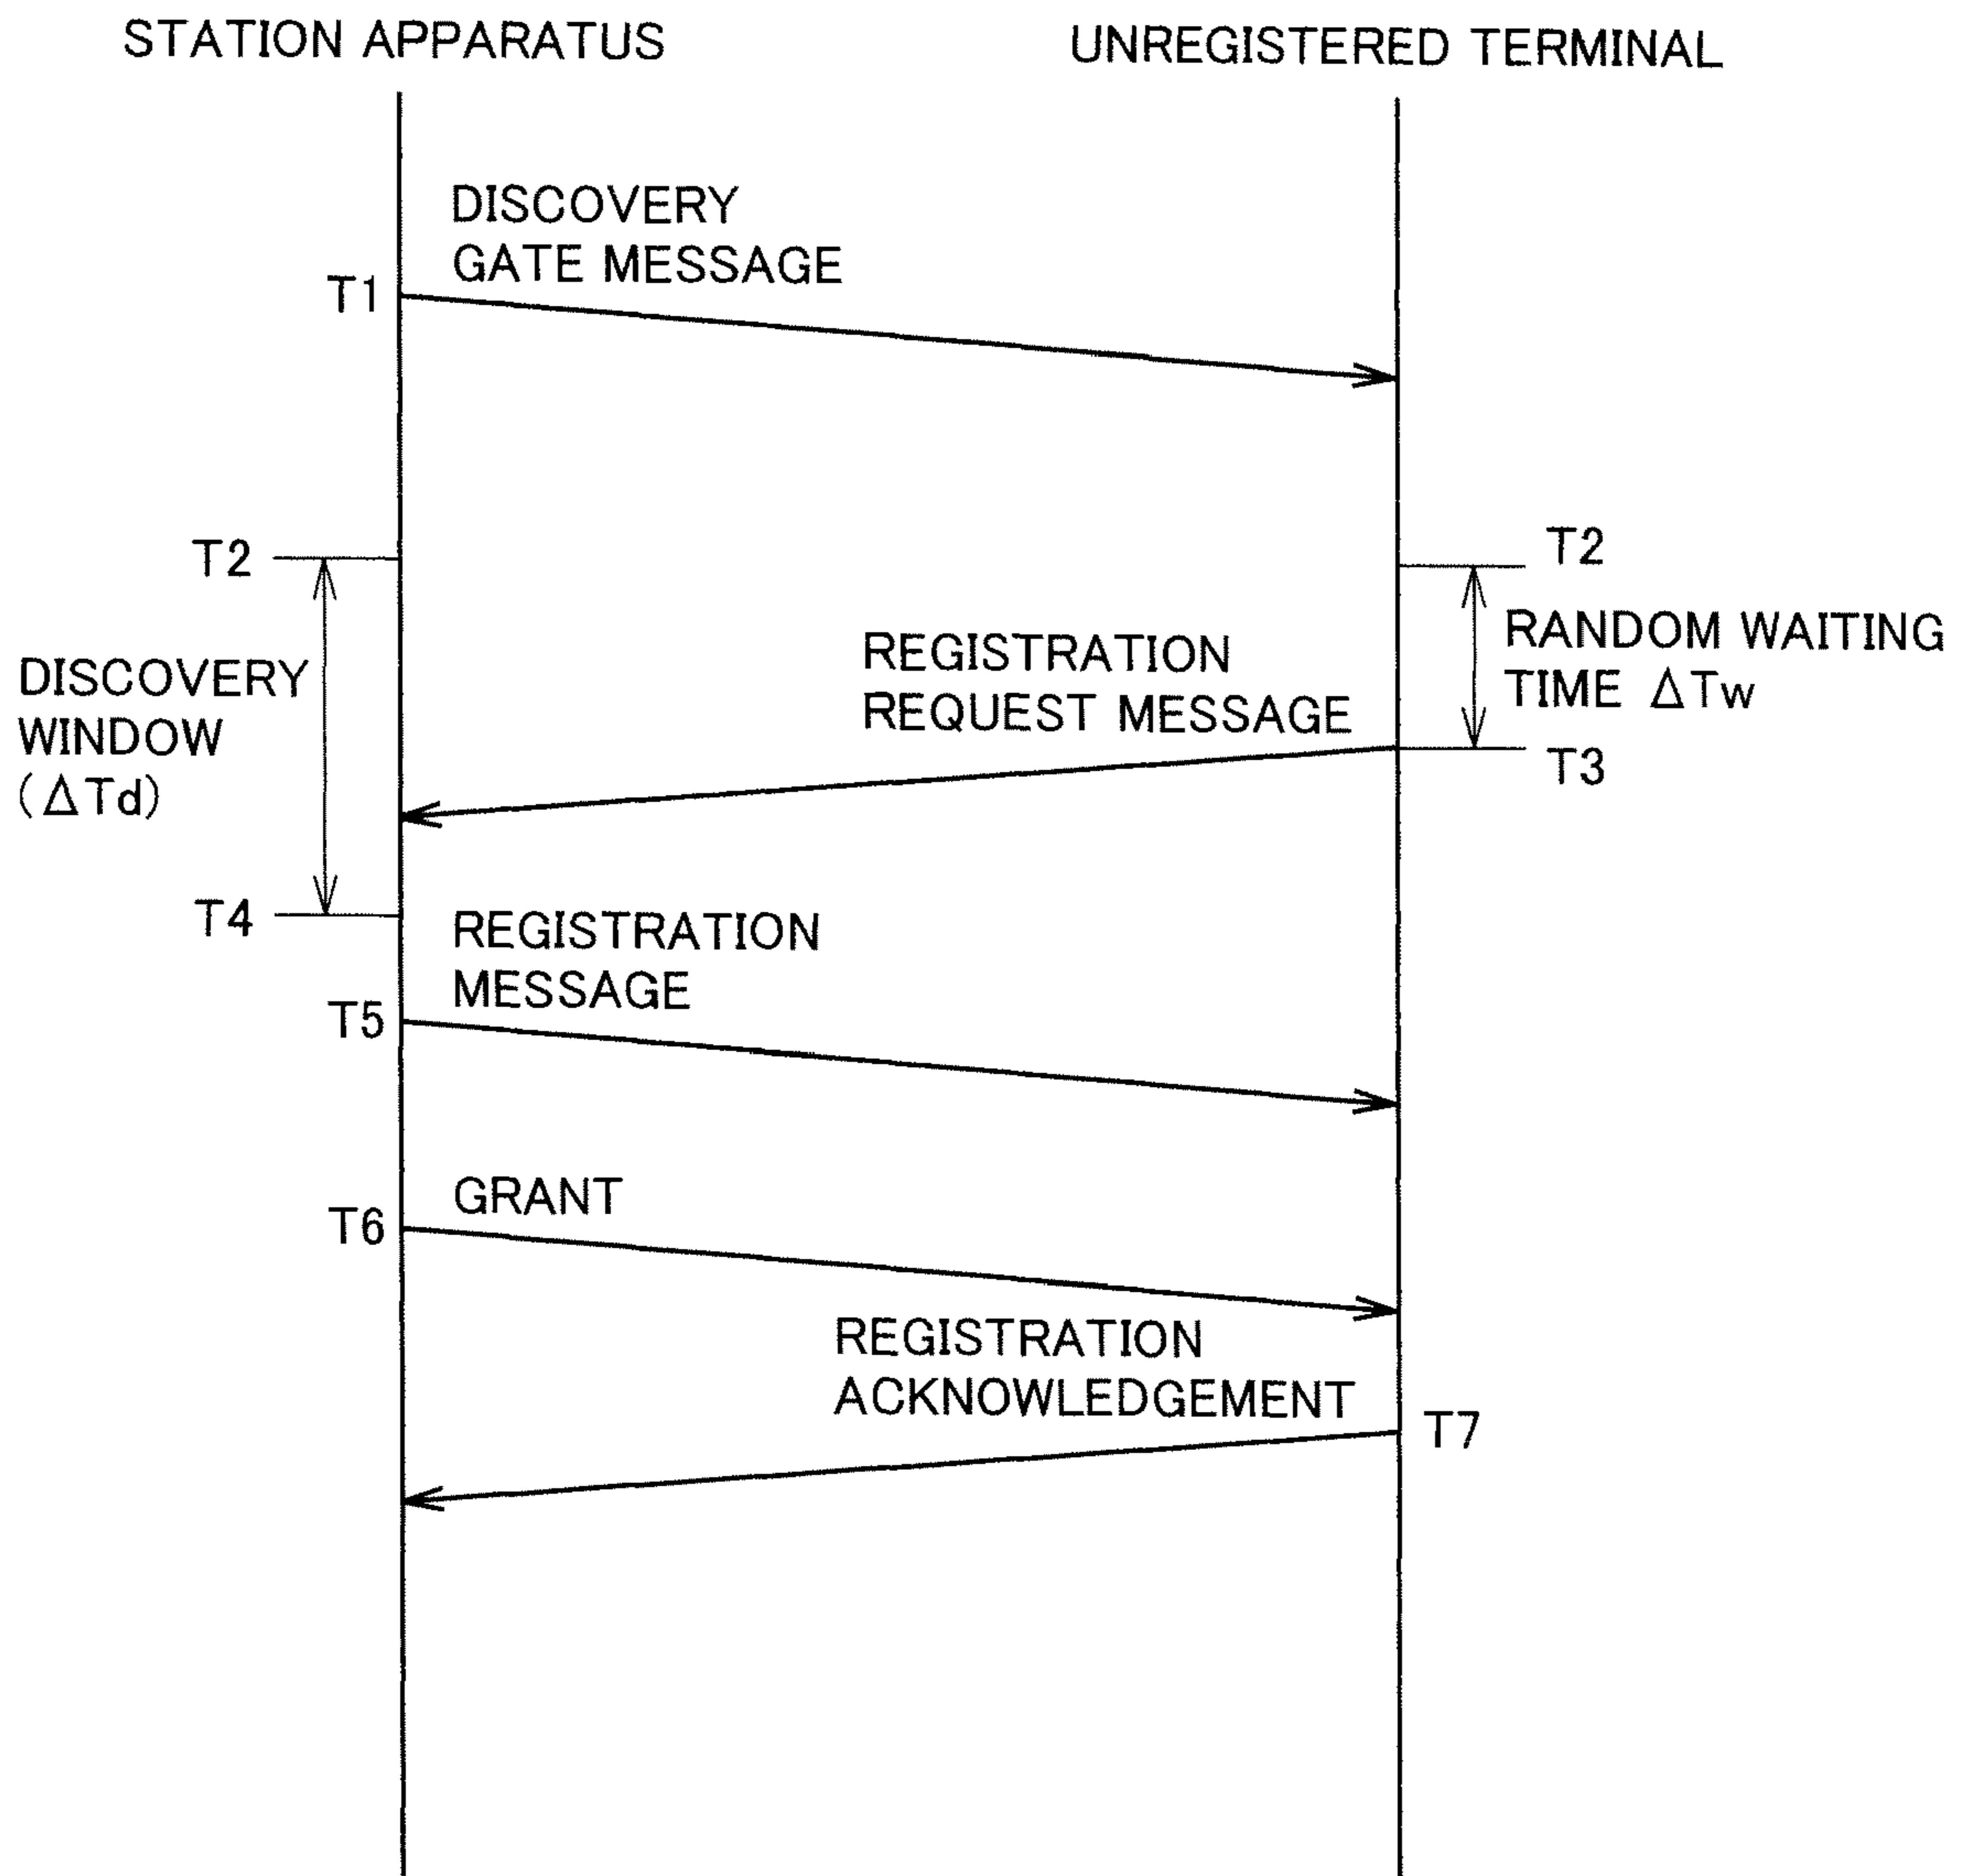 STATION APPARATUS
UNREGISTERED TERMINAL
DISCOVERY
GATE MESSAGE
T1
T2
T2
DISCOVERY
WINDOW
(ΔTd)
RANDOM WAITING
TIME ΔTw
REGISTRATION
REQUEST MESSAGE
T3
T4
REGISTRATION
MESSAGE
T5
GRANT
T6
REGISTRATION
ACKNOWLEDGEMENT
T7